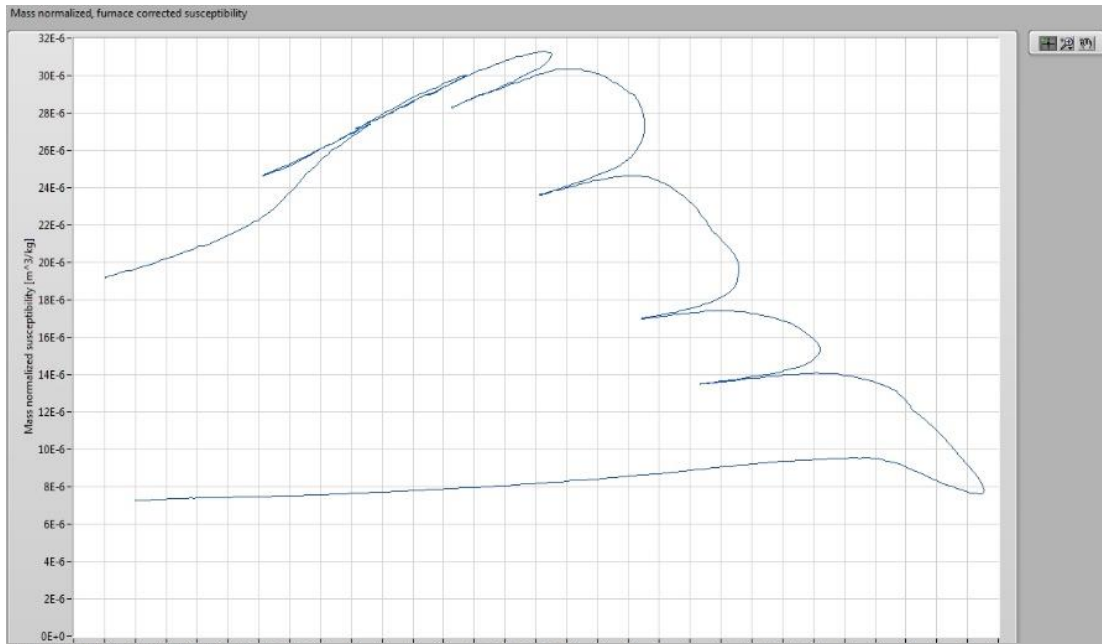 Mass normalized, furnace corrected susceptibility
32E-6
30E-6
28E-6
26E-6
24E-6
22E-6
20E-6
18E-6
16E-6
14E-6
12E-6
10E-6
8E-6
6E-6
4E-6
2E-6
0E+0
Mass normalized susceptibility [m^3/kg]